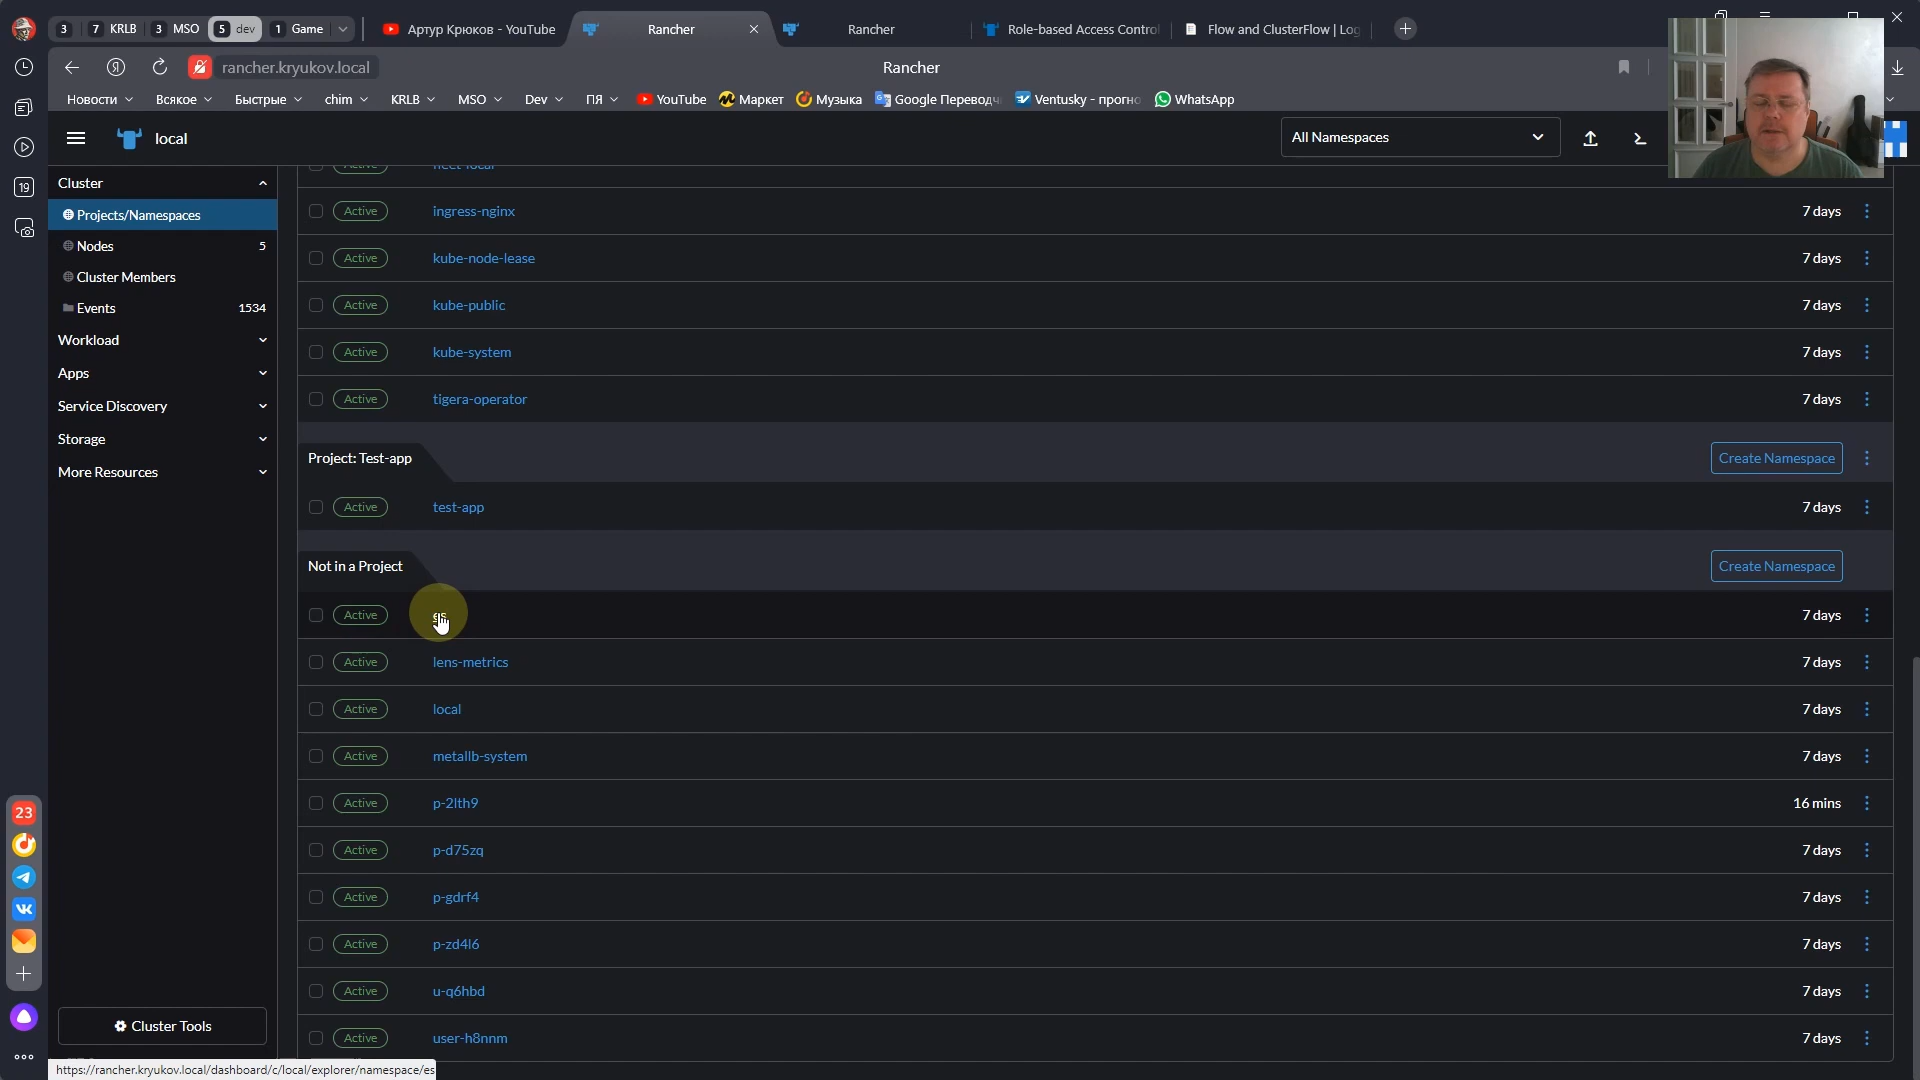 3
7 KRLB
3 MSO
5 dev
1 Game
Артур Крюков - YouTube
Rancher
Rancher
Role-based Access Control
Flow and ClusterFlow | Log
rancher.kryukov.local
Rancher
Новости
Всякое
Быстрые
chim
KRLB
MSO
Dev
ПЯ
YouTube
Маркет
Музыка
Google Переводч
Ventusky - прогно
WhatsApp
19
local
All Namespaces
Cluster
Projects/Namespaces
Nodes 5
Cluster Members
Events 1534
Workload
Apps
Service Discovery
Storage
More Resources
Active fleet-local
Active ingress-nginx 7 days
Active kube-node-lease 7 days
Active kube-public 7 days
Active kube-system 7 days
Active tigera-operator 7 days
Project: Test-app Create Namespace
Active test-app 7 days
Not in a Project Create Namespace
Active es 7 days
Active lens-metrics 7 days
Active local 7 days
Active metallb-system 7 days
Active p-2lth9 16 mins
Active p-d75zq 7 days
Active p-gdrf4 7 days
Active p-zd4l6 7 days
Active u-q6hbd 7 days
Active user-h8nnm 7 days
23
Cluster Tools
https://rancher.kryukov.local/dashboard/c/local/explorer/namespace/es